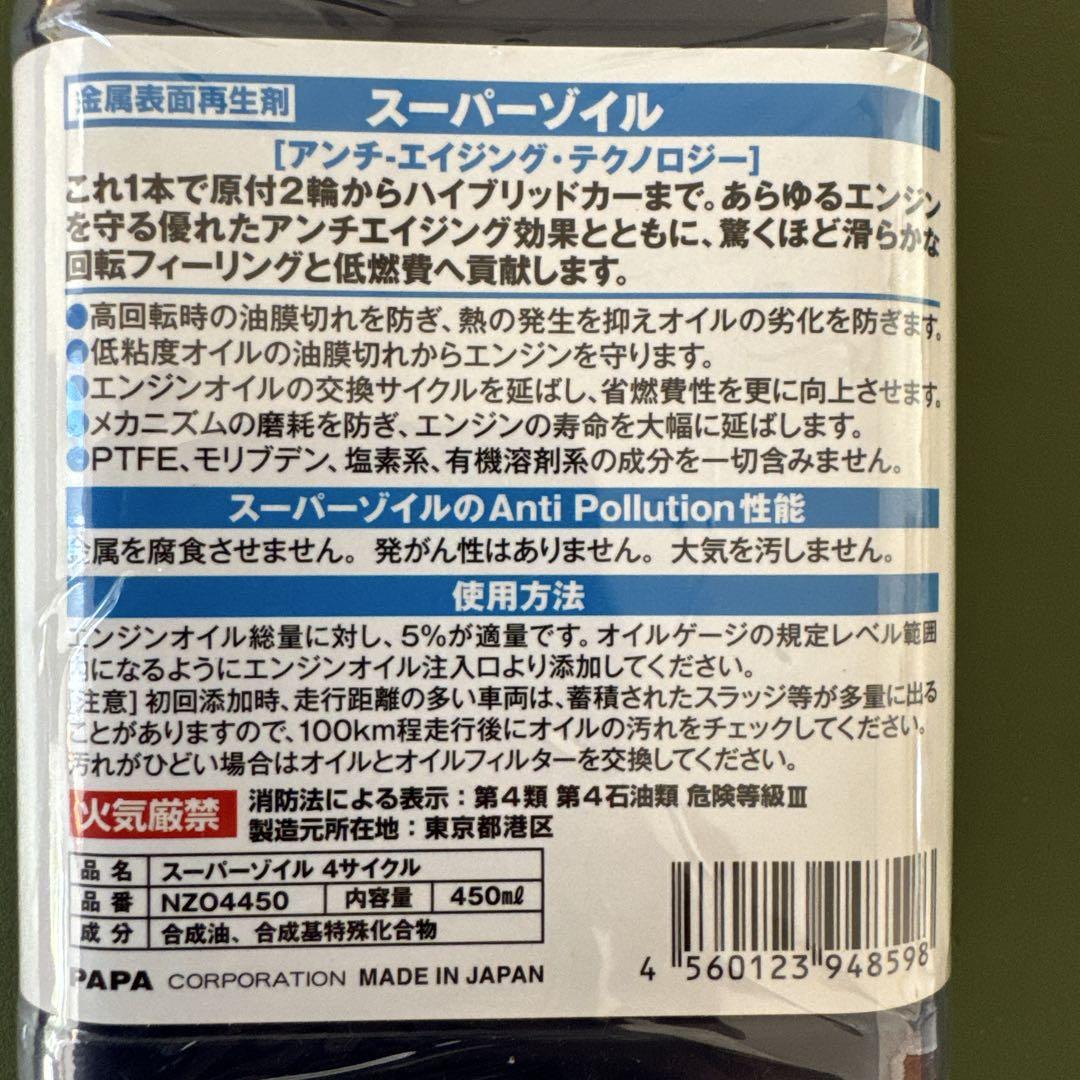 金属表面再生剤 スーパーゾイル
[アンチ-エイジング・テクノロジー]
これ1本で原付2輪からハイブリッドカーまで。あらゆるエンジン
を守る優れたアンチエイジング効果とともに、驚くほど滑らかな
回転フィーリングと低燃費へ貢献します。
●高回転時の油膜切れを防ぎ、熱の発生を抑えオイルの劣化を防ぎます。
●低粘度オイルの油膜切れからエンジンを守ります。
●エンジンオイルの交換サイクルを延ばし、省燃費性を更に向上させます。
●メカニズムの磨耗を防ぎ、エンジンの寿命を大幅に延ばします。
●PTFE、モリブデン、塩素系、有機溶剤系の成分を一切含みません。
スーパーゾイルのAnti Pollution性能
金属を腐食させません。発がん性はありません。大気を汚しません。
使用方法
エンジンオイル総量に対し、5%が適量です。オイルゲージの規定レベル範囲
内になるようにエンジンオイル注入口より添加してください。
[注意] 初回添加時、走行距離の多い車両は、蓄積されたスラッジ等が多量に出る
ことがありますので、100km程走行後にオイルの汚れをチェックしてください。
汚れがひどい場合はオイルとオイルフィルターを交換してください。
火気厳禁 消防法による表示：第4類 第4石油類 危険等級Ⅲ
製造元所在地：東京都港区
品名 スーパーゾイル 4サイクル
品番 NZO4450 内容量 450mℓ
成分 合成油、合成基特殊化合物
PAPA CORPORATION MADE IN JAPAN
4 560123 948598